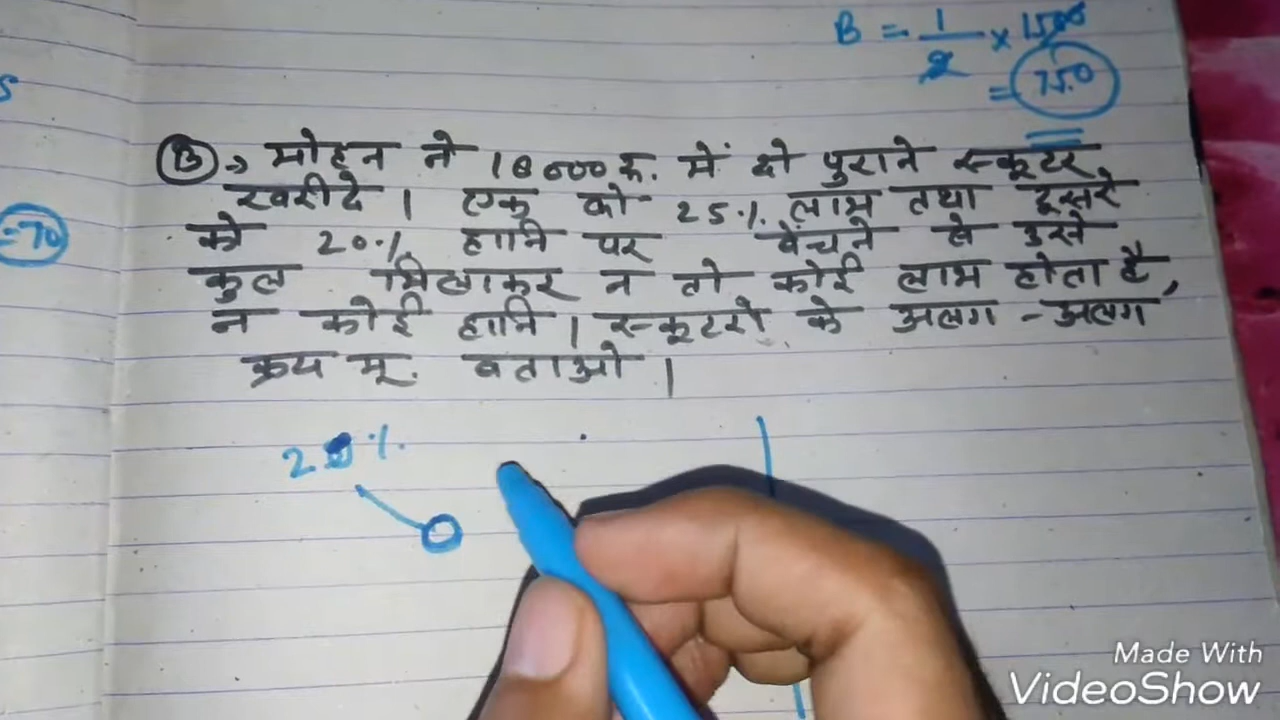 B = 1/2 × 1500
= 750
=70
B → मोहन ने 18000 रु. में दो पुराने स्कूटर
खरीदे । एक को 25% लाभ तथा दूसरे
को 20% हानि पर बेंचने से उसे
कुल मिलाकर न तो कोई लाभ होता है,
न कोई हानि । स्कूटरो के अलग - अलग
क्रय मू. बताओ ।
0
Made With
VideoShow